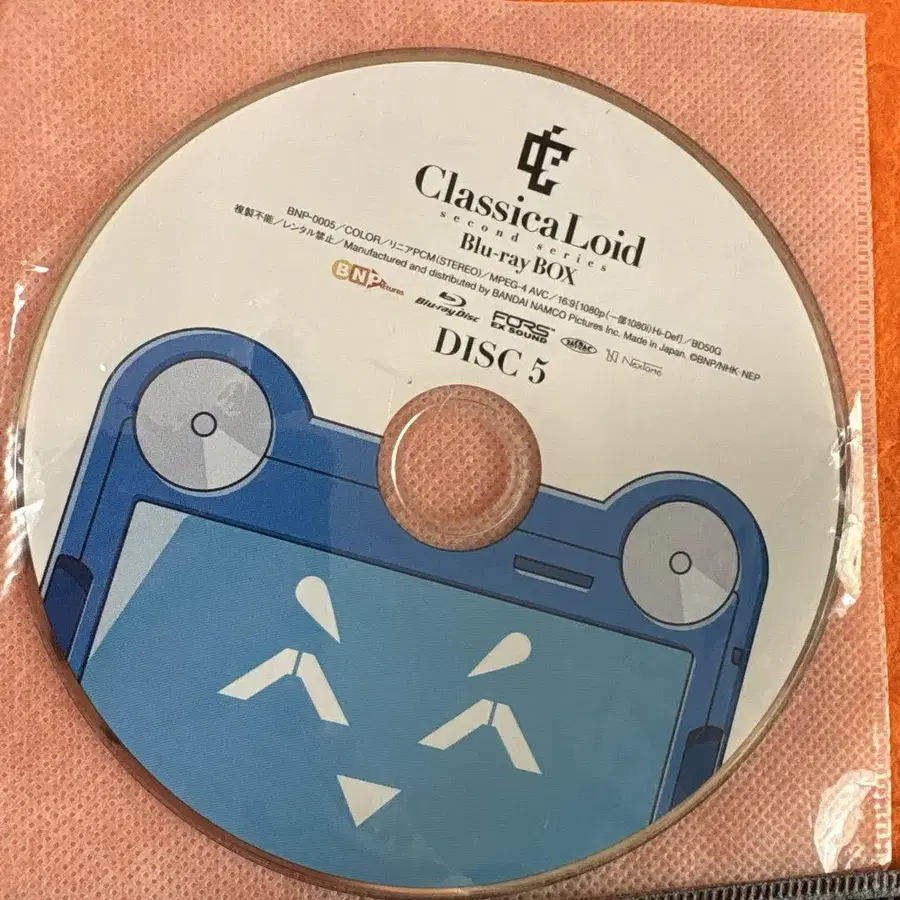 ClassicaLoid
second series
Blu-ray BOX
BNP-0005/COLOR/リニアPCM(STEREO)/MPEG-4 AVC/16:9[1080p(一部1080i)Hi-Def]/BD50G
複製不能/レンタル禁止/Manufactured and distributed by BANDAI NAMCO Pictures Inc. Made in Japan. ©BNP/NHK・NEP
BNPictures
Blu-ray Disc
FORS
EX SOUND
NexTone
DISC 5